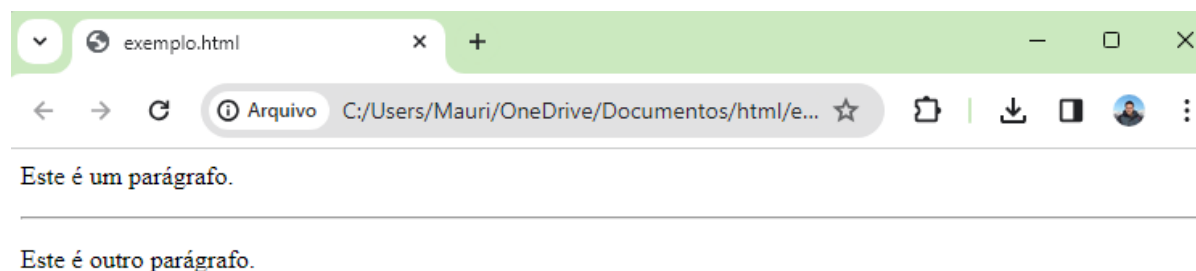 exemplo.html
Arquivo C:/Users/Mauri/OneDrive/Documentos/html/e...
Este é um parágrafo.
Este é outro parágrafo.